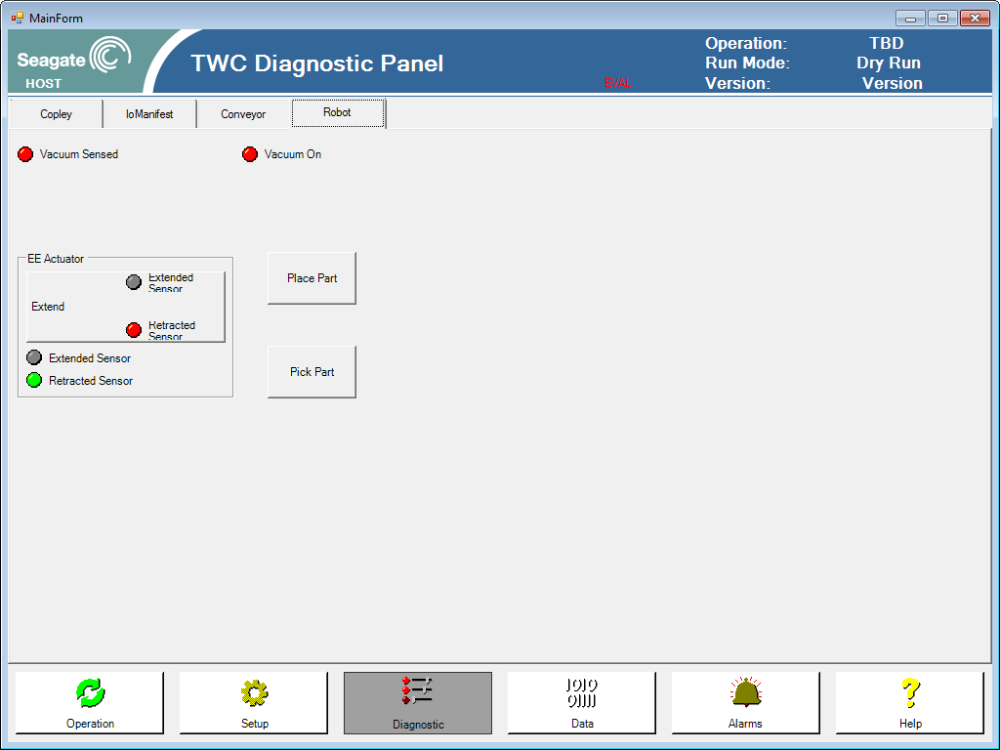 MainForm
Seagate
HOST
TWC Diagnostic Panel
EVAL
Operation: TBD
Run Mode: Dry Run
Version: Version
Copley IoManifest Conveyor Robot
Vacuum Sensed Vacuum On
EE Actuator
Extended
Sensor
Extend
Retracted
Sensor
Extended Sensor
Retracted Sensor
Place Part
Pick Part
1010
0111
Operation Setup Diagnostic Data Alarms Help